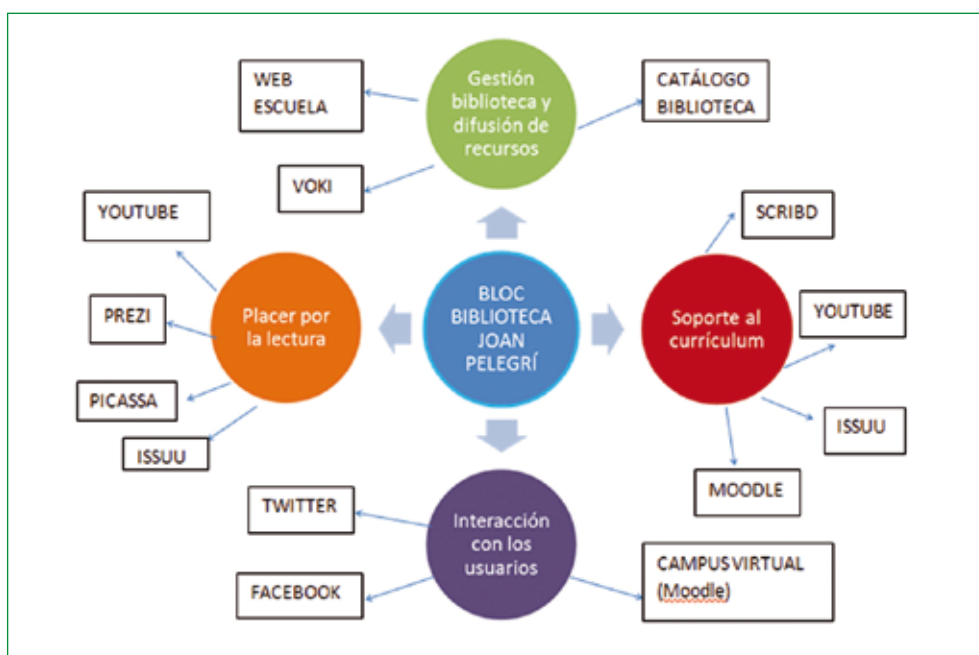 WEB
ESCUELA
Gestión
biblioteca y
difusión de
recursos
CATÁLOGO
BIBLIOTECA
VOKI
YOUTUBE
SCRIBD
PREZI
Placer por
la lectura
BLOC
BIBLIOTECA
JOAN
PELEGRÍ
Soporte al
currículum
YOUTUBE
PICASSA
ISSUU
ISSUU
MOODLE
TWITTER
Interacción
con los
usuarios
FACEBOOK
CAMPUS VIRTUAL
(Moodle)